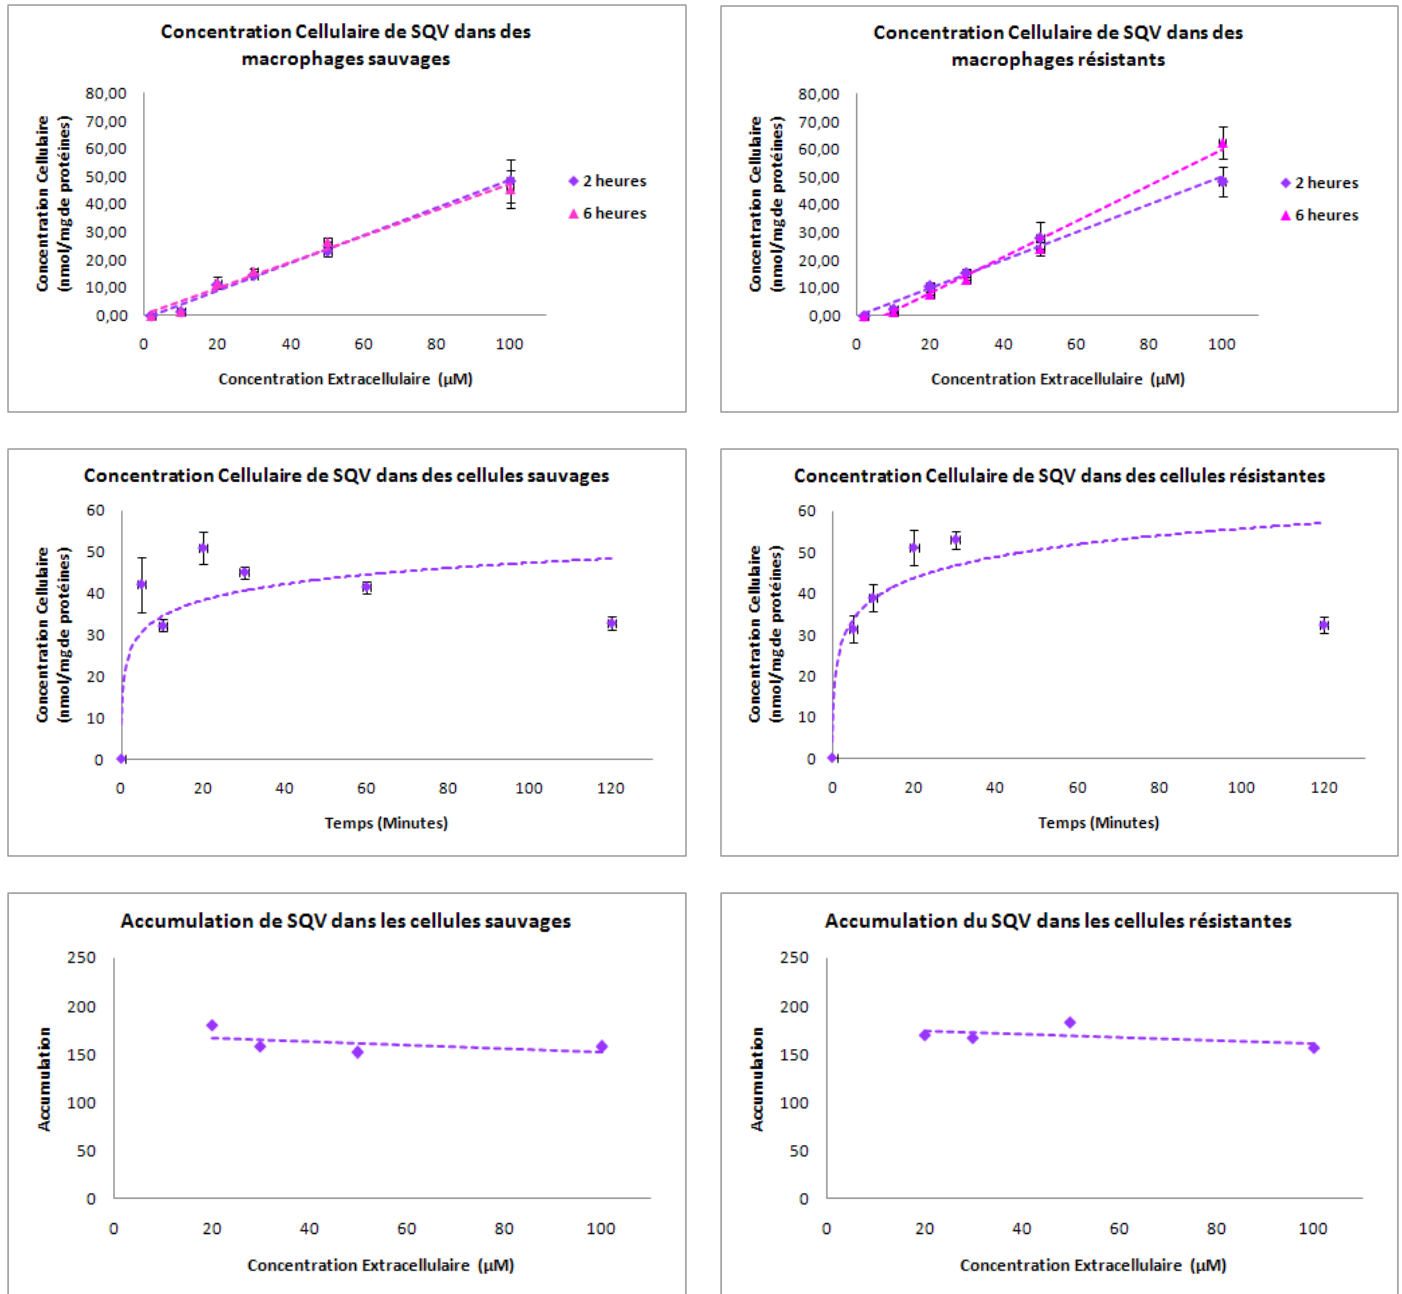 Concentration Cellulaire de SQV dans des
macrophages sauvages
Concentration Cellulaire
(nmol/mg de protéines)
80,00
70,00
60,00
50,00
40,00
30,00
20,00
10,00
0,00
0 20 40 60 80 100
Concentration Extracellulaire (µM)
2 heures
6 heures
Concentration Cellulaire de SQV dans des
macrophages résistants
Concentration Cellulaire
(nmol/mg de protéines)
80,00
70,00
60,00
50,00
40,00
30,00
20,00
10,00
0,00
0 20 40 60 80 100
Concentration Extracellulaire (µM)
2 heures
6 heures
Concentration Cellulaire de SQV dans des cellules sauvages
Concentration Cellulaire
(nmol/mg de protéines)
60
50
40
30
20
10
0
0 20 40 60 80 100 120
Temps (Minutes)
Concentration Cellulaire de SQV dans des cellules résistantes
Concentration Cellulaire
(nmol/mg de protéines)
60
50
40
30
20
10
0
0 20 40 60 80 100 120
Temps (Minutes)
Accumulation de SQV dans les cellules sauvages
Accumulation
250
200
150
100
50
0
0 20 40 60 80 100
Concentration Extracellulaire (µM)
Accumulation du SQV dans les cellules résistantes
Accumulation
250
200
150
100
50
0
0 20 40 60 80 100
Concentration Extracellulaire (µM)